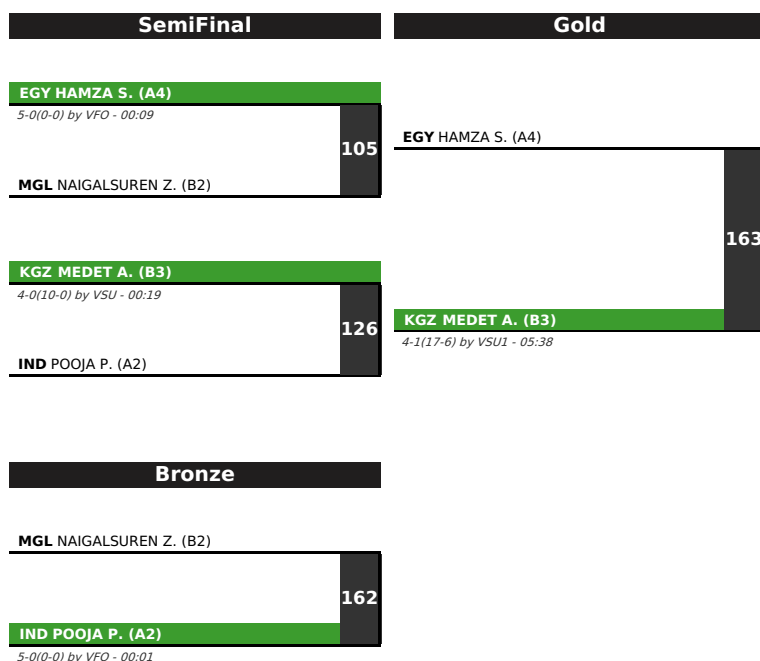 SemiFinal
EGY HAMZA S. (A4)
5-0(0-0) by VFO - 00:09
105
MGL NAIGALSUREN Z. (B2)
KGZ MEDET A. (B3)
4-0(10-0) by VSU - 00:19
126
IND POOJA P. (A2)
Gold
EGY HAMZA S. (A4)
163
KGZ MEDET A. (B3)
4-1(17-6) by VSU1 - 05:38
Bronze
MGL NAIGALSUREN Z. (B2)
162
IND POOJA P. (A2)
5-0(0-0) by VFO - 00:01